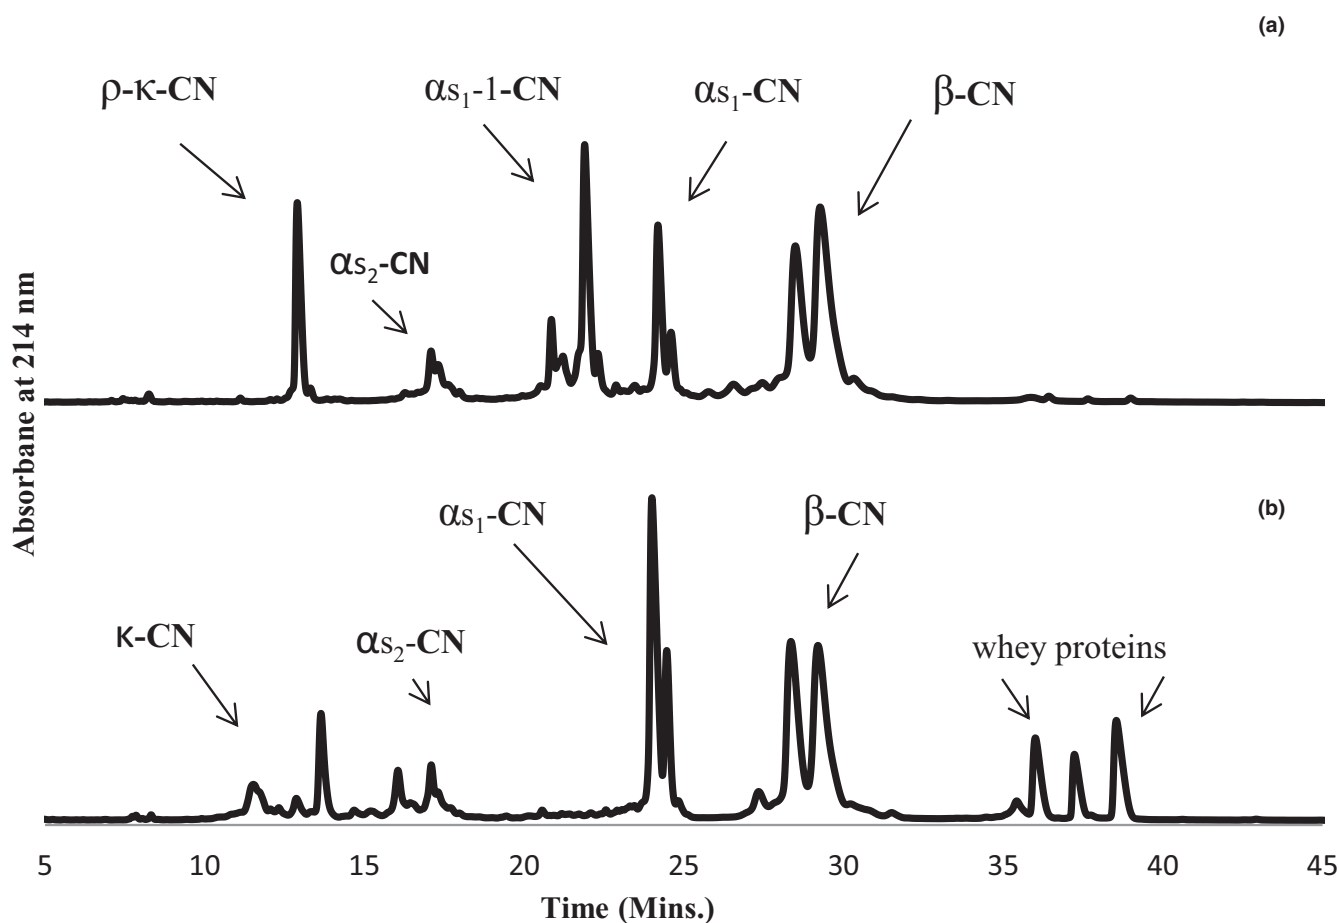 (a)
ρ-κ-CN
αs₁-1-CN
αs₁-CN
β-CN
αs₂-CN
Absorbane at 214 nm
(b)
αs₁-CN
β-CN
κ-CN
αs₂-CN
whey proteins
5 10 15 20 25 30 35 40 45
Time (Mins.)